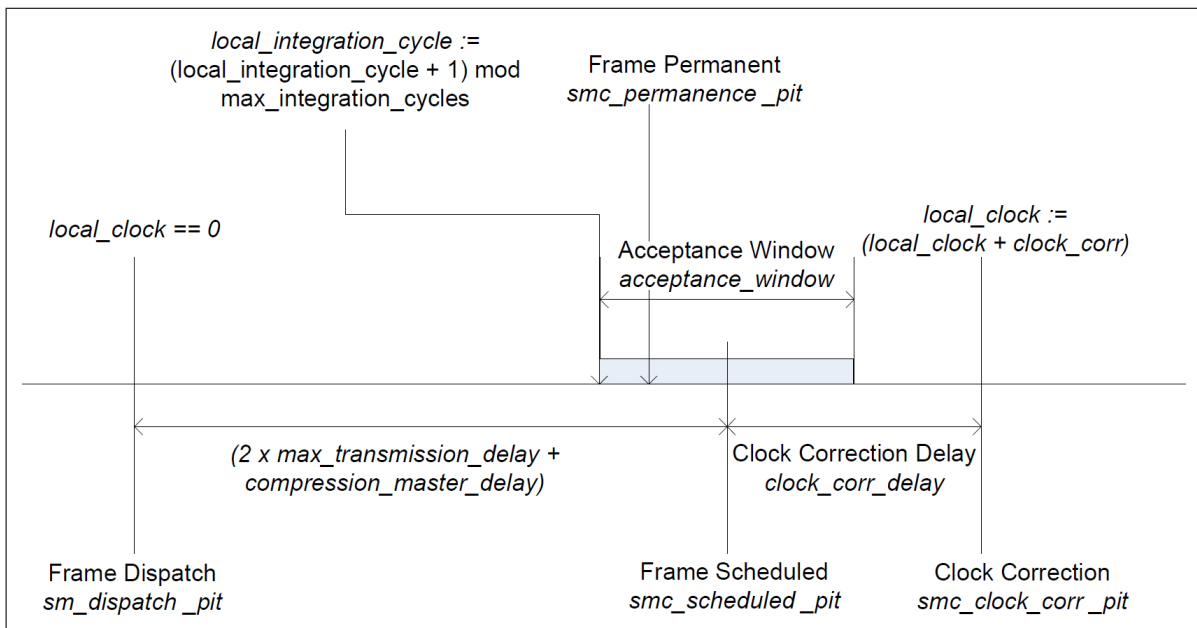 local_integration_cycle :=
(local_integration_cycle + 1) mod
max_integration_cycles
Frame Permanent
smc_permanence _pit
local_clock == 0
local_clock :=
(local_clock + clock_corr)
Acceptance Window
acceptance_window
(2 x max_transmission_delay +
compression_master_delay)
Clock Correction Delay
clock_corr_delay
Frame Dispatch
sm_dispatch _pit
Frame Scheduled
smc_scheduled _pit
Clock Correction
smc_clock_corr _pit